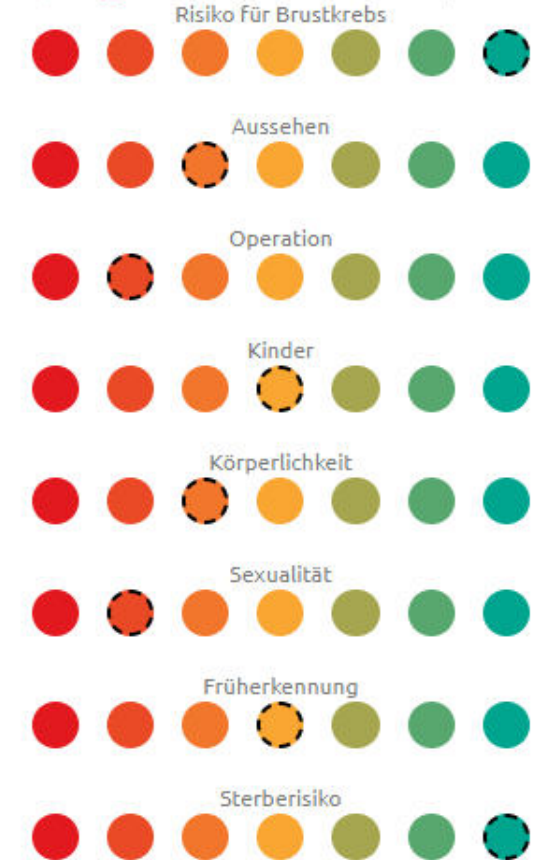 Risiko für Brustkrebs
Aussehen
Operation
Kinder
Körperlichkeit
Sexualität
Früherkennung
Sterberisiko